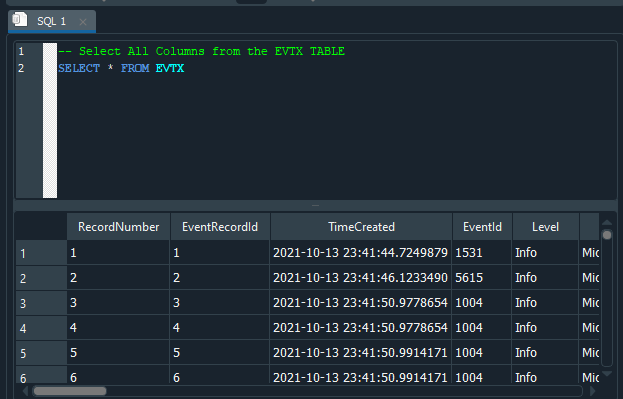 SQL 1
1 -- Select All Columns from the EVTX TABLE
2 SELECT * FROM EVTX
RecordNumber EventRecordId TimeCreated EventId Level
1 1 1 2021-10-13 23:41:44.7249879 1531 Info Mic
2 2 2 2021-10-13 23:41:46.1233490 5615 Info Mic
3 3 3 2021-10-13 23:41:50.9778654 1004 Info Mic
4 4 4 2021-10-13 23:41:50.9778654 1004 Info Mic
5 5 5 2021-10-13 23:41:50.9914171 1004 Info Mic
6 6 6 2021-10-13 23:41:50.9914171 1004 Info Mic